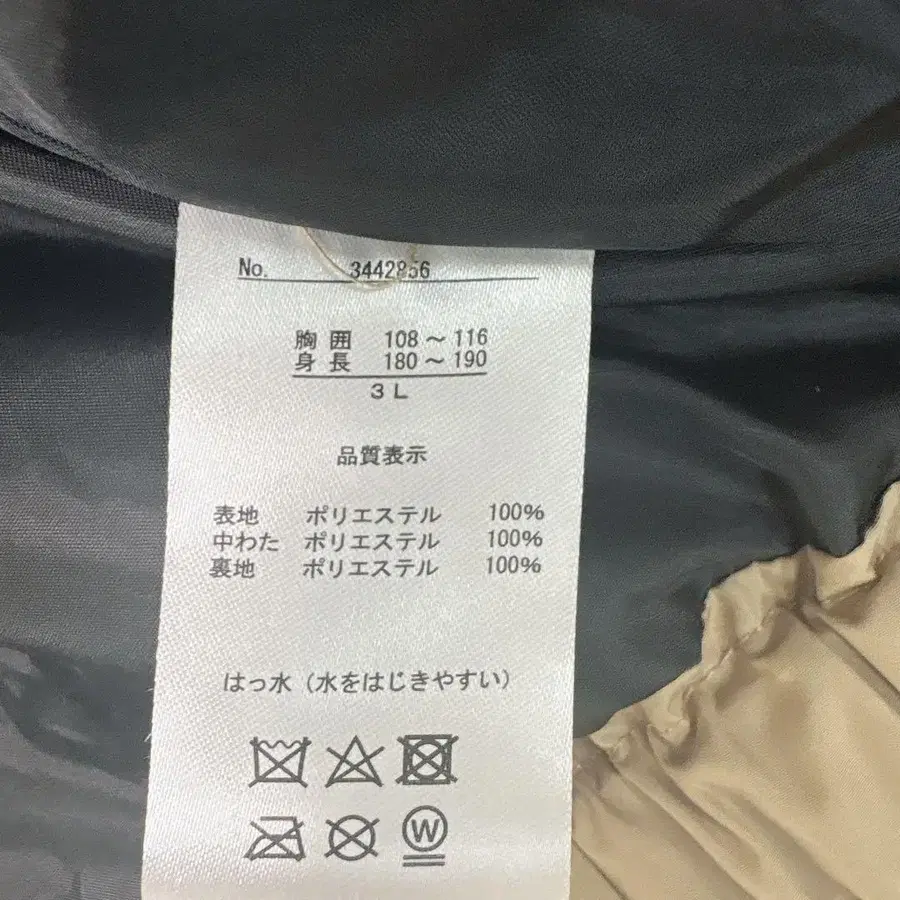 No. 3442856
胸囲 108～116
身長 180～190
3L
品質表示
表地 ポリエステル 100%
中わた ポリエステル 100%
裏地 ポリエステル 100%
はっ水（水をはじきやすい）
W